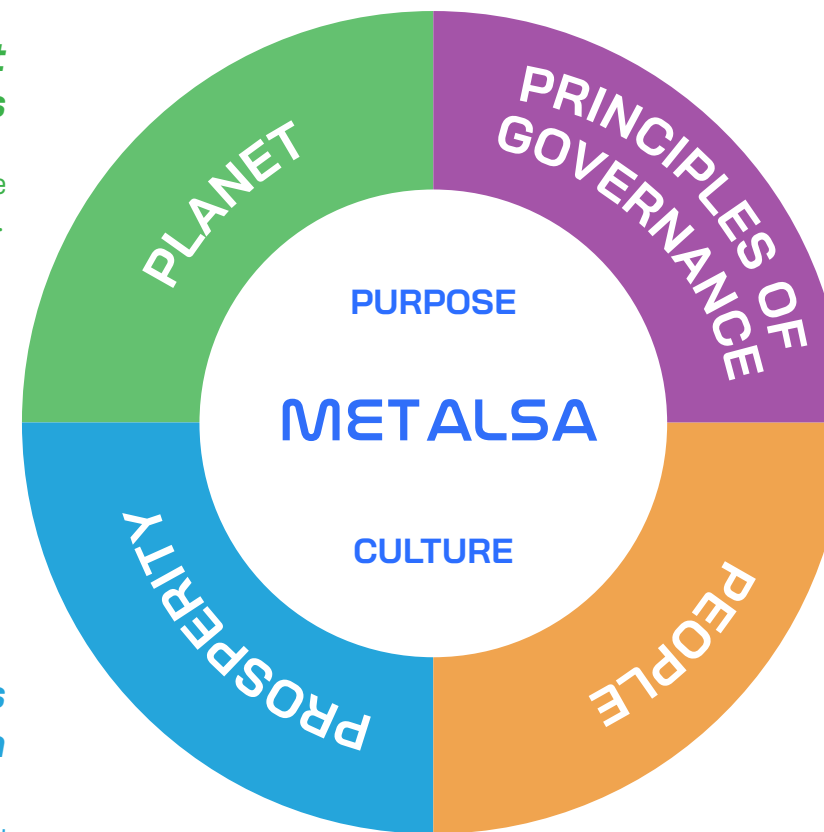 PLANET
PRINCIPLES OF
GOVERNANCE
PURPOSE
METALSA
CULTURE
PROSPERITY
PEOPLE